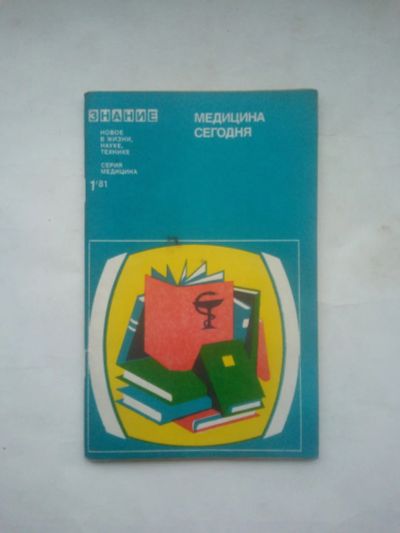 ЗНАНИЕ
НОВОЕ
В ЖИЗНИ,
НАУКЕ,
ТЕХНИКЕ
СЕРИЯ
МЕДИЦИНА
1'81
МЕДИЦИНА
СЕГОДНЯ